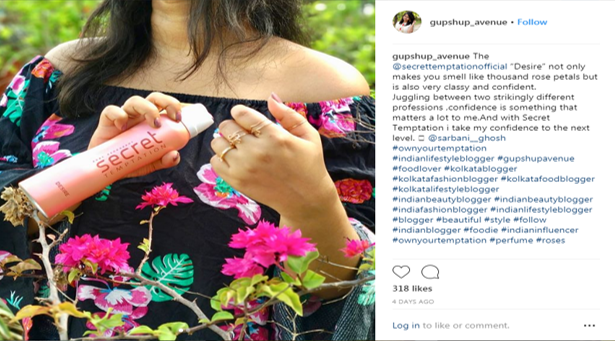 secret
TEMPTATION
gupshup_avenue • Follow
gupshup_avenue The
@secrettemptationofficial "Desire" not only
makes you smell like thousand rose petals but
is also very classy and confident.
Juggling between two strikingly different
professions .confidence is something that
matters a lot to me.And with Secret
Temptation i take my confidence to the next
level. @sarbani__ghosh
#ownyourtemptation
#indianlifestyleblogger #gupshupavenue
#foodlover #kolkatablogger
#kolkatafashionblogger #kolkatafoodblogger
#kolkatalifestyleblogger
#indianbeautyblogger #indianbeautyblogger
#indiafashionblogger #indianlifestyleblogger
#blogger #beautiful #style #follow
#indianblogger #foodie #indianinfluencer
#ownyourtemptation #perfume #roses
318 likes
4 DAYS AGO
Log in to like or comment.